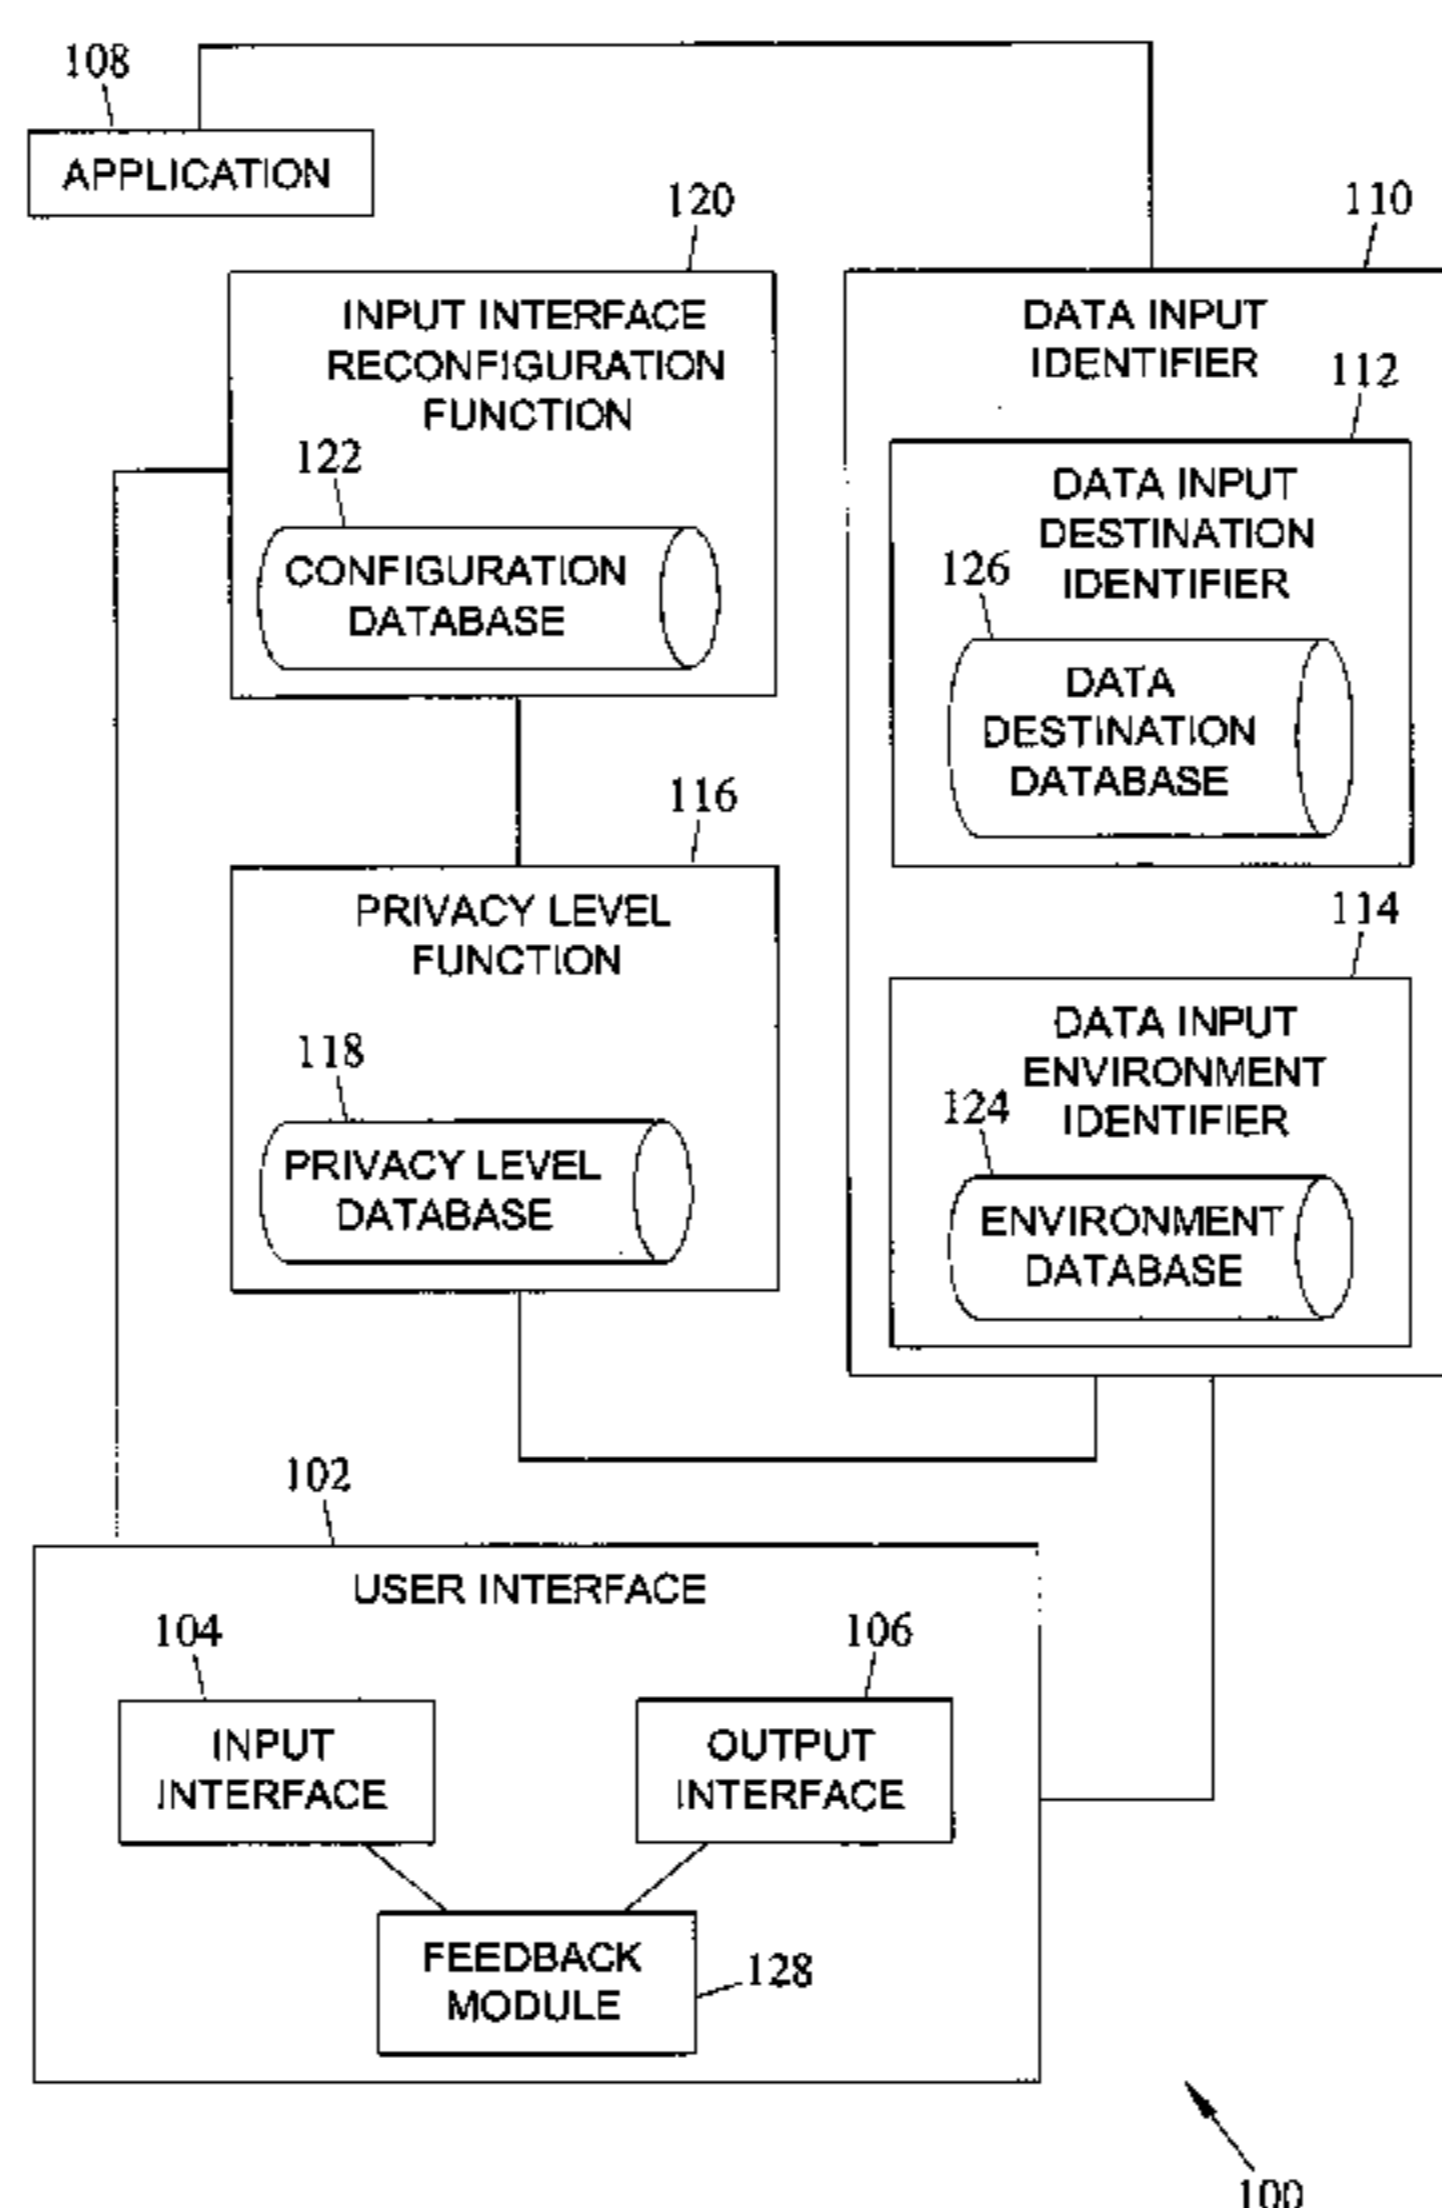 108
APPLICATION
120
INPUT INTERFACE
RECONFIGURATION
FUNCTION
122
CONFIGURATION
DATABASE
110
DATA INPUT
IDENTIFIER
112
DATA INPUT
DESTINATION
IDENTIFIER
126
DATA
DESTINATION
DATABASE
116
PRIVACY LEVEL
FUNCTION
118
PRIVACY LEVEL
DATABASE
114
DATA INPUT
ENVIRONMENT
IDENTIFIER
124
ENVIRONMENT
DATABASE
102
USER INTERFACE
104
INPUT
INTERFACE
106
OUTPUT
INTERFACE
FEEDBACK
MODULE
128
100